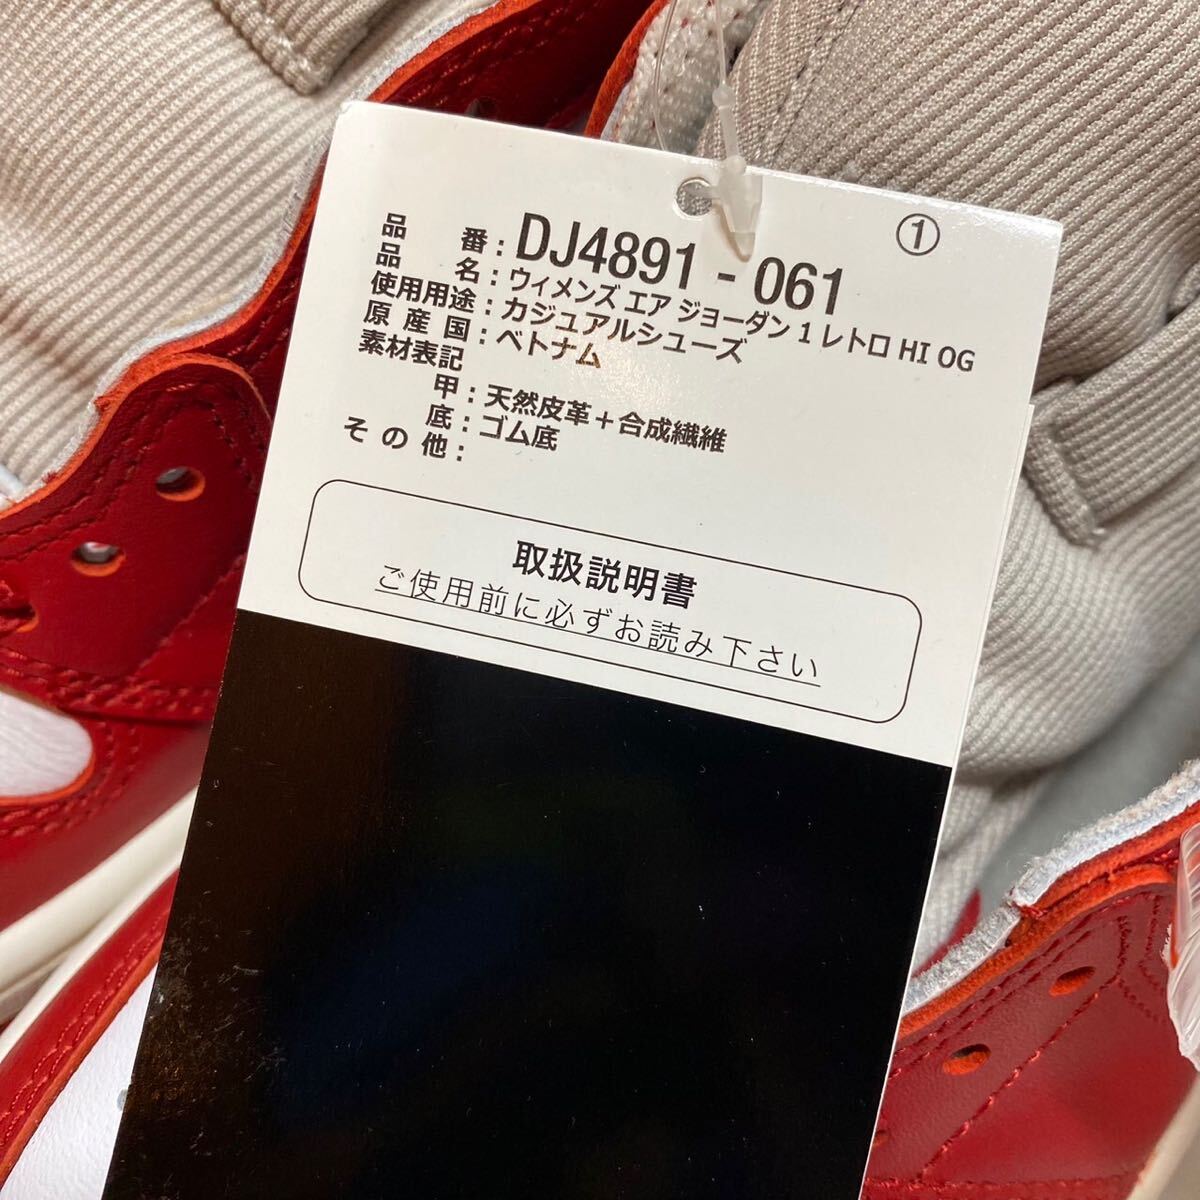 ①
品 番：DJ4891 - 061
品 名：ウィメンズ エア ジョーダン 1 レトロ HI OG
使用用途：カジュアルシューズ
原 産 国：ベトナム
素材表記
甲：天然皮革＋合成繊維
底：ゴム底
そ の 他：
取扱説明書
ご使用前に必ずお読み下さい